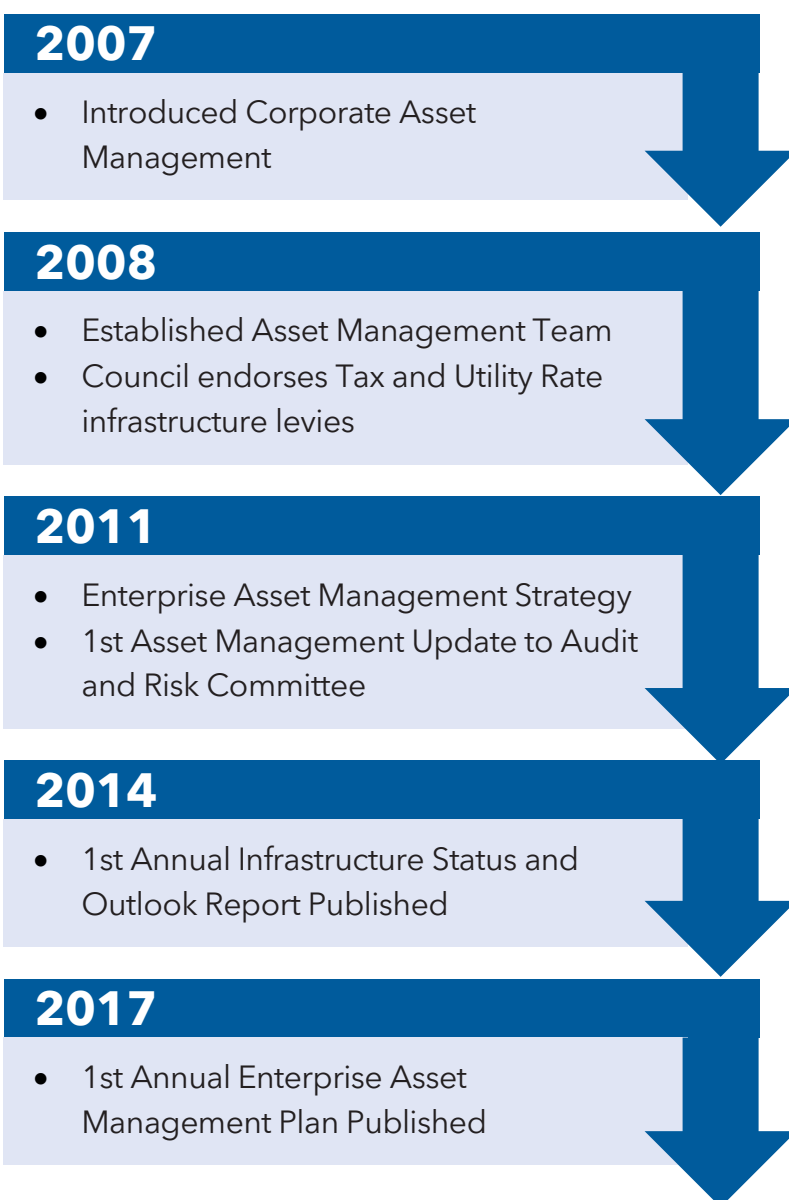 2007
• Introduced Corporate Asset
Management
2008
• Established Asset Management Team
• Council endorses Tax and Utility Rate
infrastructure levies
2011
• Enterprise Asset Management Strategy
• 1st Asset Management Update to Audit
and Risk Committee
2014
• 1st Annual Infrastructure Status and
Outlook Report Published
2017
• 1st Annual Enterprise Asset
Management Plan Published